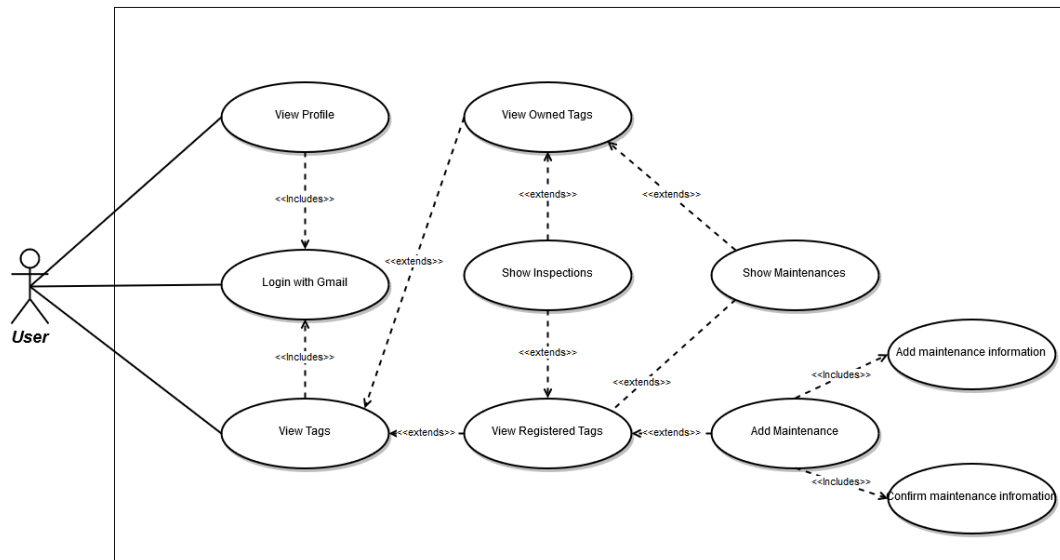 View Profile
View Owned Tags
<<Includes>>
<<extends>>
<<extends>>
<<extends>>
User
Login with Gmail
Show Inspections
Show Maintenances
<<Includes>>
<<extends>>
<<extends>>
Add maintenance information
<<Includes>>
View Tags
<<extends>>
View Registered Tags
<<extends>>
Add Maintenance
<<Includes>>
Confirm maintenance infromation